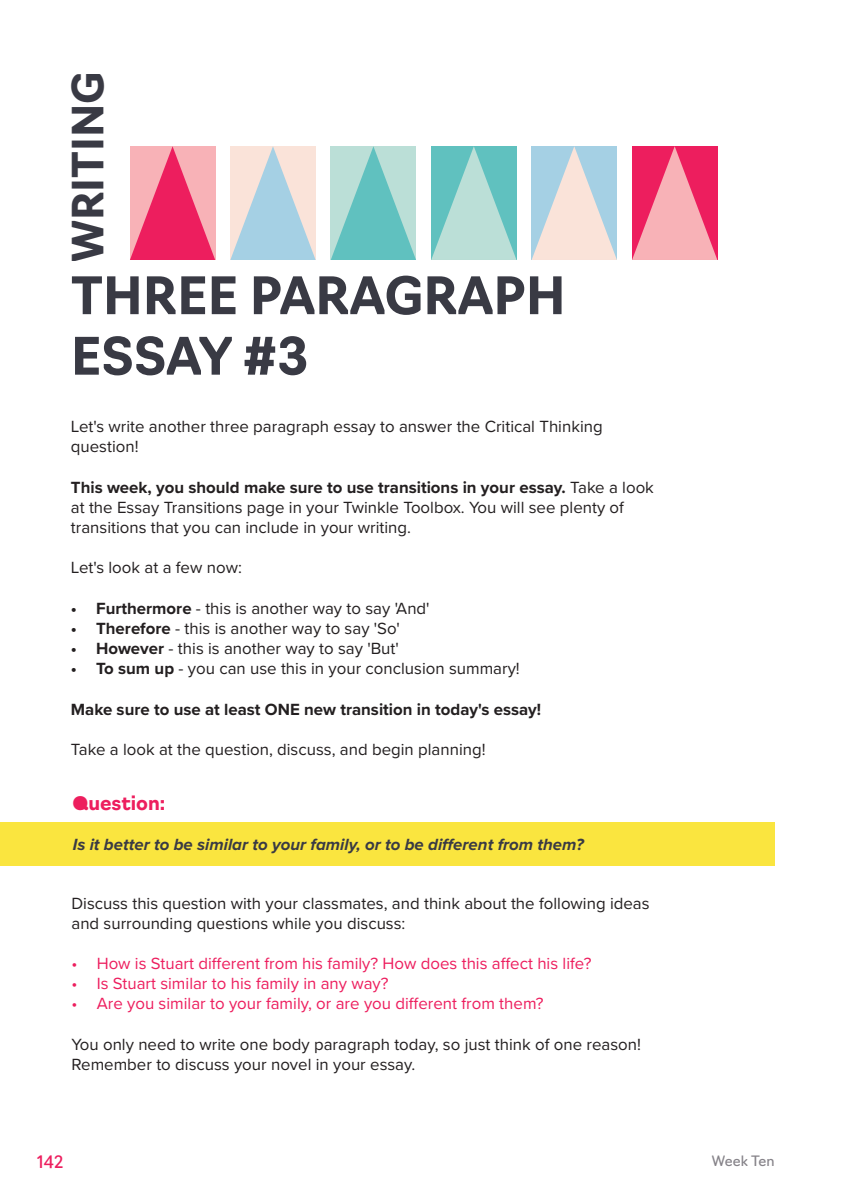 WRITING
THREE PARAGRAPH
ESSAY #3
Let's write another three paragraph essay to answer the Critical Thinking
question!
This week, you should make sure to use transitions in your essay. Take a look
at the Essay Transitions page in your Twinkle Toolbox. You will see plenty of
transitions that you can include in your writing.
Let's look at a few now:
• Furthermore - this is another way to say 'And'
• Therefore - this is another way to say 'So'
• However - this is another way to say 'But'
• To sum up - you can use this in your conclusion summary!
Make sure to use at least ONE new transition in today's essay!
Take a look at the question, discuss, and begin planning!
Question:
Is it better to be similar to your family, or to be different from them?
Discuss this question with your classmates, and think about the following ideas
and surrounding questions while you discuss:
• How is Stuart different from his family? How does this affect his life?
• Is Stuart similar to his family in any way?
• Are you similar to your family, or are you different from them?
You only need to write one body paragraph today, so just think of one reason!
Remember to discuss your novel in your essay.
142
Week Ten